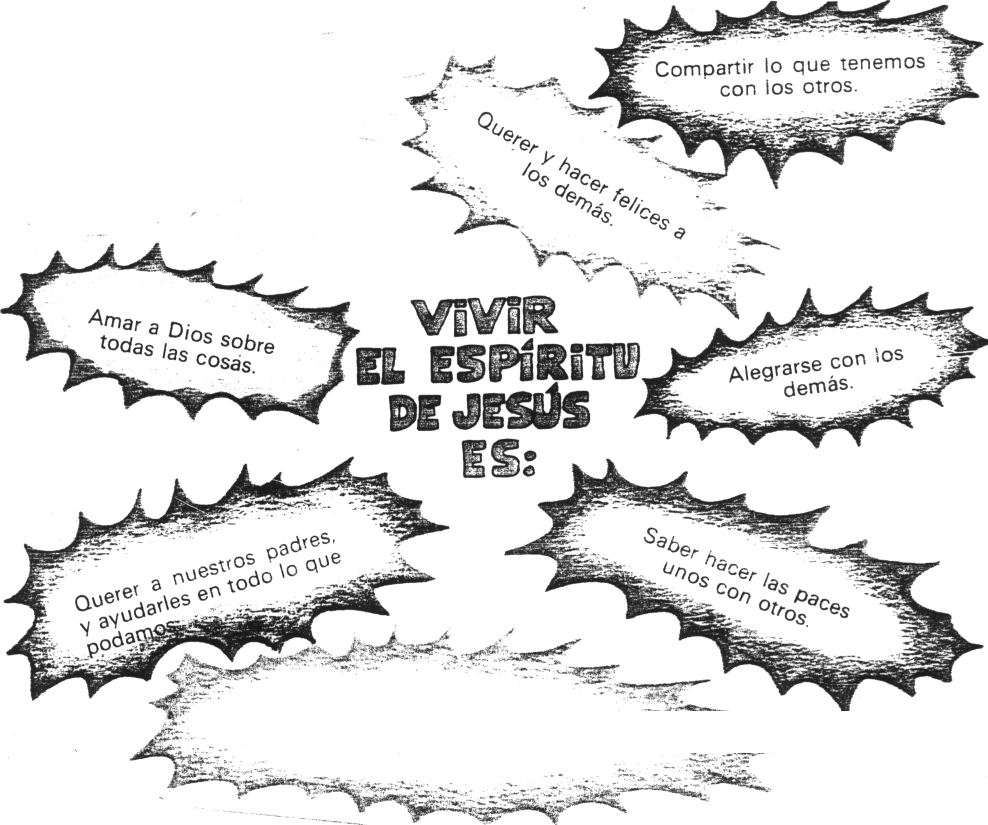 Compartir lo que tenemos
con los otros.
Querer y hacer felices a
los demás.
Amar a Dios sobre
todas las cosas.
VIVIR
EL ESPÍRITU
DE JESÚS
ES:
Alegrarse con los
demás.
Querer a nuestros padres,
y ayudarles en todo lo que
podamos.
Saber hacer las paces
unos con otros.